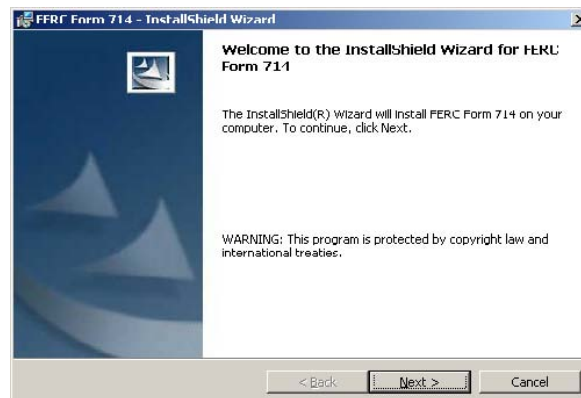 FERC Form 714 - InstallShield Wizard
Welcome to the InstallShield Wizard for FERC
Form 714
The InstallShield(R) Wizard will install FERC Form 714 on your
computer. To continue, click Next.
WARNING: This program is protected by copyright law and
international treaties.
< Back
Next >
Cancel